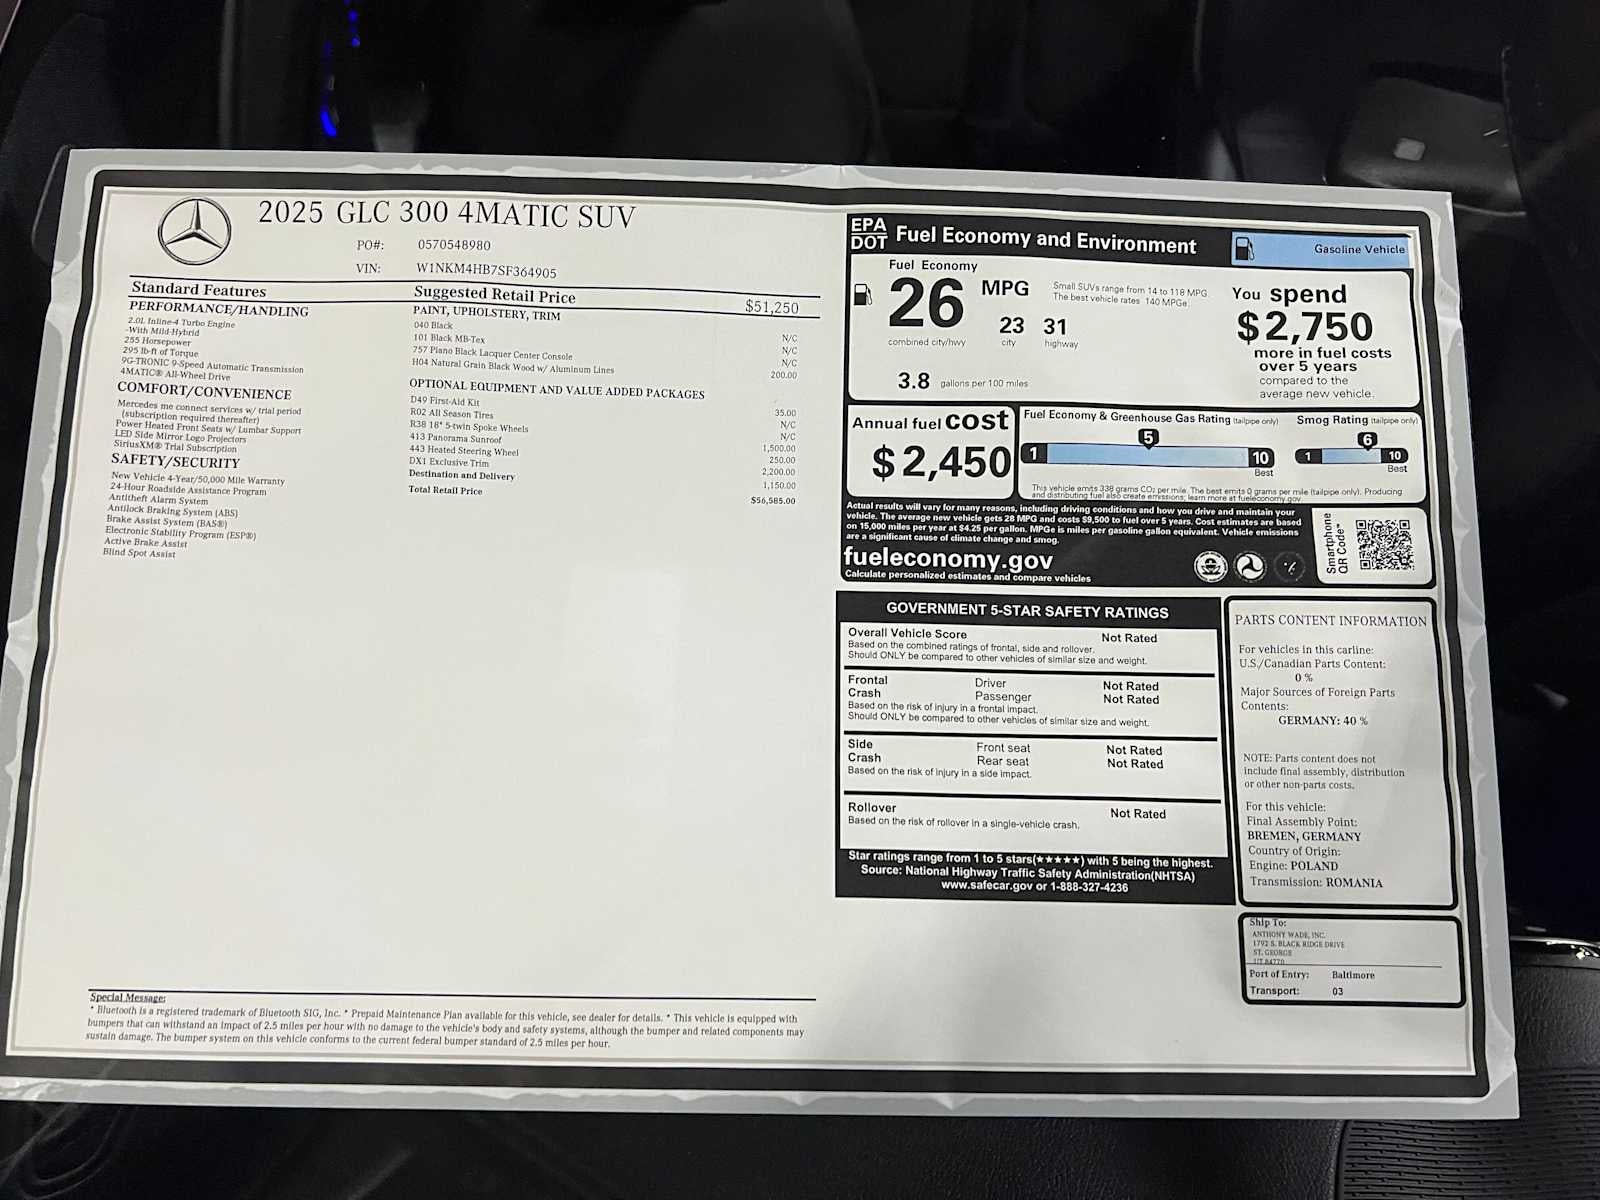 2025 GLC 300 4MATIC SUV
PO#: 0570548980
VIN: W1NKM4HB7SF364905
Standard Features
PERFORMANCE/HANDLING
2.0L Inline-4 Turbo Engine
-With Mild-Hybrid
255 Horsepower
295 lb-ft of Torque
9G-TRONIC 9-Speed Automatic Transmission
4MATIC® All-Wheel Drive
COMFORT/CONVENIENCE
Mercedes me connect services w/ trial period
(subscription required thereafter)
Power Heated Front Seats w/ Lumbar Support
LED Side Mirror Logo Projectors
SiriusXM® Trial Subscription
SAFETY/SECURITY
New Vehicle 4-Year/50,000 Mile Warranty
24-Hour Roadside Assistance Program
Antitheft Alarm System
Antilock Braking System (ABS)
Brake Assist System (BAS®)
Electronic Stability Program (ESP®)
Active Brake Assist
Blind Spot Assist
Suggested Retail Price $51,250
PAINT, UPHOLSTERY, TRIM
040 Black N/C
101 Black MB-Tex N/C
757 Piano Black Lacquer Center Console N/C
H04 Natural Grain Black Wood w/ Aluminum Lines 200.00
OPTIONAL EQUIPMENT AND VALUE ADDED PACKAGES
D49 First-Aid Kit 35.00
R02 All Season Tires N/C
R38 18" 5-twin Spoke Wheels N/C
413 Panorama Sunroof 1,500.00
443 Heated Steering Wheel 250.00
DX1 Exclusive Trim 2,200.00
Destination and Delivery 1,150.00
Total Retail Price $56,585.00
Special Message:
* Bluetooth is a registered trademark of Bluetooth SIG, Inc. * Prepaid Maintenance Plan available for this vehicle, see dealer for details. * This vehicle is equipped with
bumpers that can withstand an impact of 2.5 miles per hour with no damage to the vehicle's body and safety systems, although the bumper and related components may
sustain damage. The bumper system on this vehicle conforms to the current federal bumper standard of 2.5 miles per hour.
EPA
DOT
Fuel Economy and Environment
Gasoline Vehicle
Fuel Economy
26 MPG
combined city/hwy
23 city
31 highway
Small SUVs range from 14 to 118 MPG.
The best vehicle rates 140 MPGe.
3.8 gallons per 100 miles
You spend
$2,750
more in fuel costs
over 5 years
compared to the
average new vehicle.
Annual fuel cost
$2,450
Fuel Economy & Greenhouse Gas Rating (tailpipe only)
5
1
10
Best
Smog Rating (tailpipe only)
6
1
10
Best
This vehicle emits 338 grams CO₂ per mile. The best emits 0 grams per mile (tailpipe only). Producing
and distributing fuel also create emissions; learn more at fueleconomy.gov.
Actual results will vary for many reasons, including driving conditions and how you drive and maintain your
vehicle. The average new vehicle gets 28 MPG and costs $9,500 to fuel over 5 years. Cost estimates are based
on 15,000 miles per year at $4.25 per gallon. MPGe is miles per gasoline gallon equivalent. Vehicle emissions
are a significant cause of climate change and smog.
fueleconomy.gov
Calculate personalized estimates and compare vehicles
Smartphone
QR Code™
GOVERNMENT 5-STAR SAFETY RATINGS
Overall Vehicle Score Not Rated
Based on the combined ratings of frontal, side and rollover.
Should ONLY be compared to other vehicles of similar size and weight.
Frontal Driver Not Rated
Crash Passenger Not Rated
Based on the risk of injury in a frontal impact.
Should ONLY be compared to other vehicles of similar size and weight.
Side Front seat Not Rated
Crash Rear seat Not Rated
Based on the risk of injury in a side impact.
Rollover Not Rated
Based on the risk of rollover in a single-vehicle crash.
Star ratings range from 1 to 5 stars(★★★★★) with 5 being the highest.
Source: National Highway Traffic Safety Administration(NHTSA)
www.safecar.gov or 1-888-327-4236
PARTS CONTENT INFORMATION
For vehicles in this carline:
U.S./Canadian Parts Content:
0 %
Major Sources of Foreign Parts
Contents:
GERMANY: 40 %
NOTE: Parts content does not
include final assembly, distribution
or other non-parts costs.
For this vehicle:
Final Assembly Point:
BREMEN, GERMANY
Country of Origin:
Engine: POLAND
Transmission: ROMANIA
Ship To:
ANTHONY WADE, INC.
1792 S. BLACK RIDGE DRIVE
ST. GEORGE
UT 84770
Port of Entry: Baltimore
Transport: 03